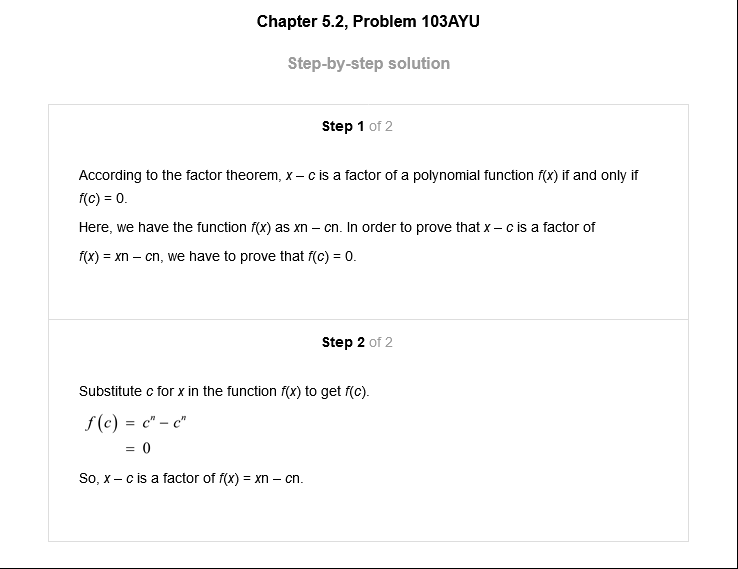 Chapter 5.2, Problem 103AYU
Step-by-step solution
Step 1 of 2
According to the factor theorem, x – c is a factor of a polynomial function f(x) if and only if
f(c) = 0.
Here, we have the function f(x) as xn – cn. In order to prove that x – c is a factor of
f(x) = xn – cn, we have to prove that f(c) = 0.
Step 2 of 2
Substitute c for x in the function f(x) to get f(c).
f(c) = cⁿ – cⁿ
= 0
So, x – c is a factor of f(x) = xn – cn.